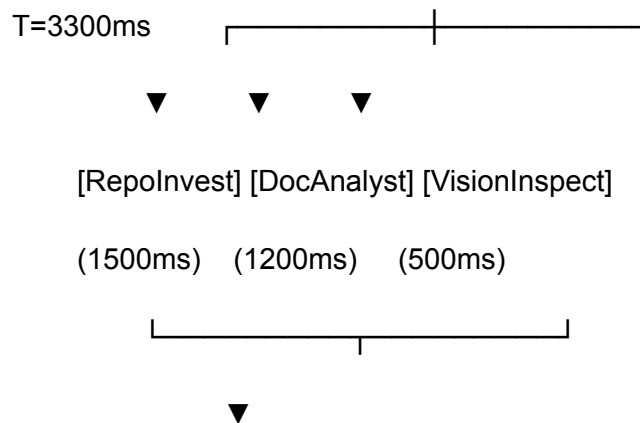 T=3300ms
▼ ▼ ▼
[RepoInvest] [DocAnalyst] [VisionInspect]
(1500ms) (1200ms) (500ms)
▼